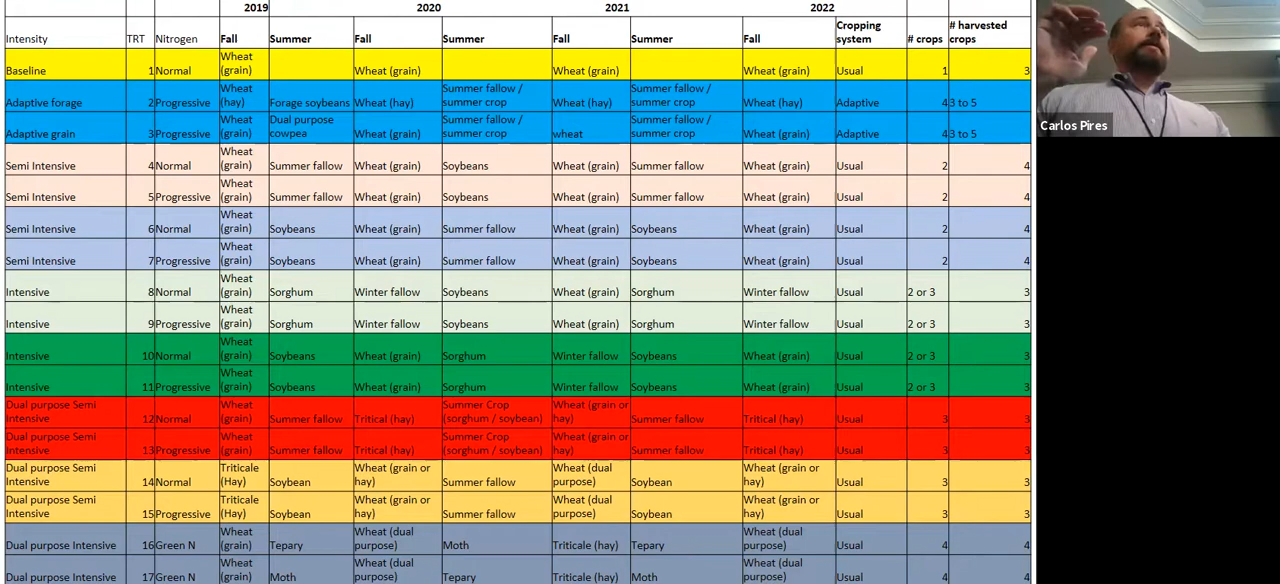 2019 2020 2021 2022
Intensity TRT Nitrogen Fall Summer Fall Summer Fall Summer Fall Cropping system # crops # harvested crops
Baseline 1 Normal Wheat (grain) Wheat (grain) Wheat (grain) Wheat (grain) Usual 1 3
Adaptive forage 2 Progressive Wheat (hay) Forage soybeans Wheat (hay) Summer fallow / summer crop Wheat (hay) Summer fallow / summer crop Wheat (hay) Adaptive 4 3 to 5
Adaptive grain 3 Progressive Wheat (grain) Dual purpose cowpea Wheat (grain) Summer fallow / summer crop wheat Summer fallow / summer crop Wheat (grain) Adaptive 4 3 to 5
Semi Intensive 4 Normal Wheat (grain) Summer fallow Wheat (grain) Soybeans Wheat (grain) Summer fallow Wheat (grain) Usual 2 4
Semi Intensive 5 Progressive Wheat (grain) Summer fallow Wheat (grain) Soybeans Wheat (grain) Summer fallow Wheat (grain) Usual 2 4
Semi Intensive 6 Normal Wheat (grain) Soybeans Wheat (grain) Summer fallow Wheat (grain) Soybeans Wheat (grain) Usual 2 4
Semi Intensive 7 Progressive Wheat (grain) Soybeans Wheat (grain) Summer fallow Wheat (grain) Soybeans Wheat (grain) Usual 2 4
Intensive 8 Normal Wheat (grain) Sorghum Winter fallow Soybeans Wheat (grain) Sorghum Winter fallow Usual 2 or 3 3
Intensive 9 Progressive Wheat (grain) Sorghum Winter fallow Soybeans Wheat (grain) Sorghum Winter fallow Usual 2 or 3 3
Intensive 10 Normal Wheat (grain) Soybeans Wheat (grain) Sorghum Winter fallow Soybeans Wheat (grain) Usual 2 or 3 3
Intensive 11 Progressive Wheat (grain) Soybeans Wheat (grain) Sorghum Winter fallow Soybeans Wheat (grain) Usual 2 or 3 3
Dual purpose Semi Intensive 12 Normal Wheat (grain) Summer fallow Tritical (hay) Summer Crop (sorghum / soybean) Wheat (grain or hay) Summer fallow Tritical (hay) Usual 3 3
Dual purpose Semi Intensive 13 Progressive Wheat (grain) Summer fallow Tritical (hay) Summer Crop (sorghum / soybean) Wheat (grain or hay) Summer fallow Tritical (hay) Usual 3 3
Dual purpose Semi Intensive 14 Normal Triticale (Hay) Soybean Wheat (grain or hay) Summer fallow Wheat (dual purpose) Soybean Wheat (grain or hay) Usual 3 3
Dual purpose Semi Intensive 15 Progressive Triticale (Hay) Soybean Wheat (grain or hay) Summer fallow Wheat (dual purpose) Soybean Wheat (grain or hay) Usual 3 3
Dual purpose Intensive 16 Green N Wheat (grain) Tepary Wheat (dual purpose) Moth Triticale (hay) Tepary Wheat (dual purpose) Usual 4 4
Dual purpose Intensive 17 Green N Wheat (grain) Moth Wheat (dual purpose) Tepary Triticale (hay) Moth Wheat (dual purpose) Usual 4 4
Carlos Pires